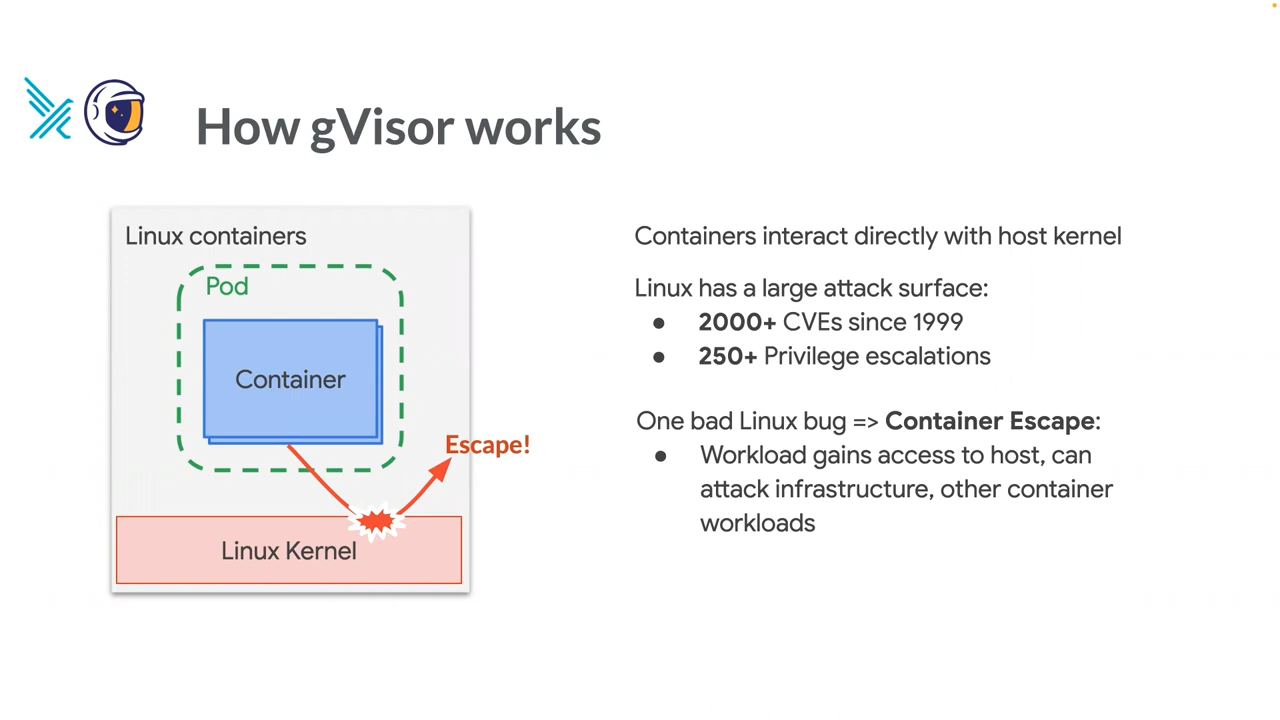 How gVisor works
Linux containers
Pod
Container
Escape!
Linux Kernel
Containers interact directly with host kernel
Linux has a large attack surface:
● 2000+ CVEs since 1999
● 250+ Privilege escalations
One bad Linux bug => Container Escape:
● Workload gains access to host, can
attack infrastructure, other container
workloads